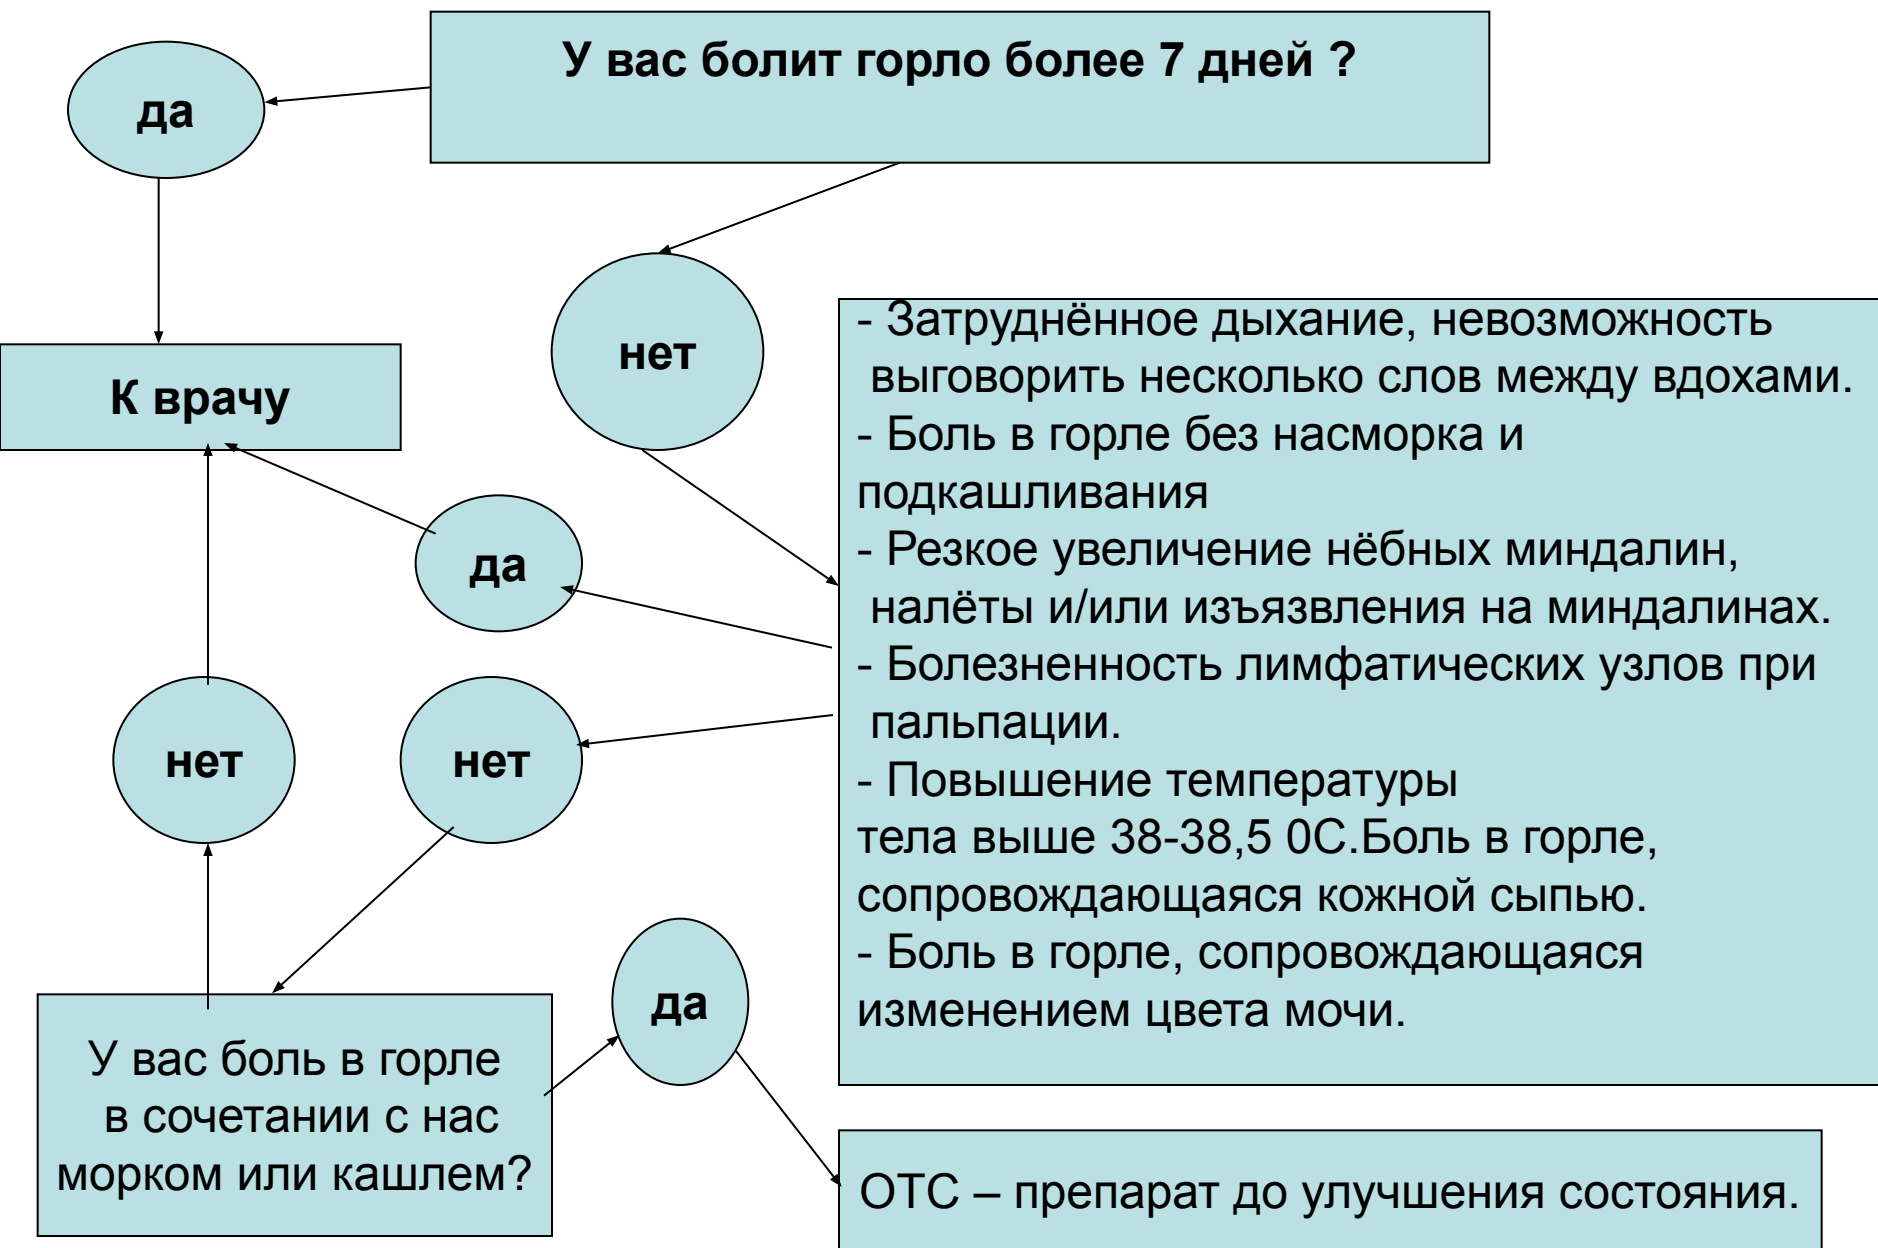 У вас болит горло более 7 дней ?
да
нет
К врачу
- Затруднённое дыхание, невозможность
выговорить несколько слов между вдохами.
- Боль в горле без насморка и
подкашливания
- Резкое увеличение нёбных миндалин,
налёты и/или изъязвления на миндалинах.
- Болезненность лимфатических узлов при
пальпации.
- Повышение температуры
тела выше 38-38,5 0С.Боль в горле,
сопровождающаяся кожной сыпью.
- Боль в горле, сопровождающаяся
изменением цвета мочи.
да
нет
нет
У вас боль в горле
в сочетании с нас
морком или кашлем?
да
ОТС – препарат до улучшения состояния.